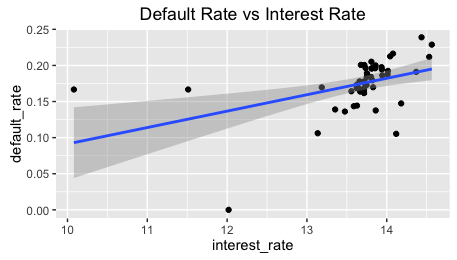 Default Rate vs Interest Rate
default_rate
0.25
0.20
0.15
0.10
0.05
0.00
10 11 12 13 14
interest_rate